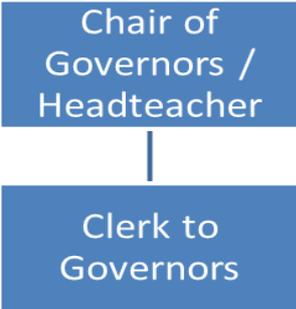 Chair of
Governors /
Headteacher
Clerk to
Governors